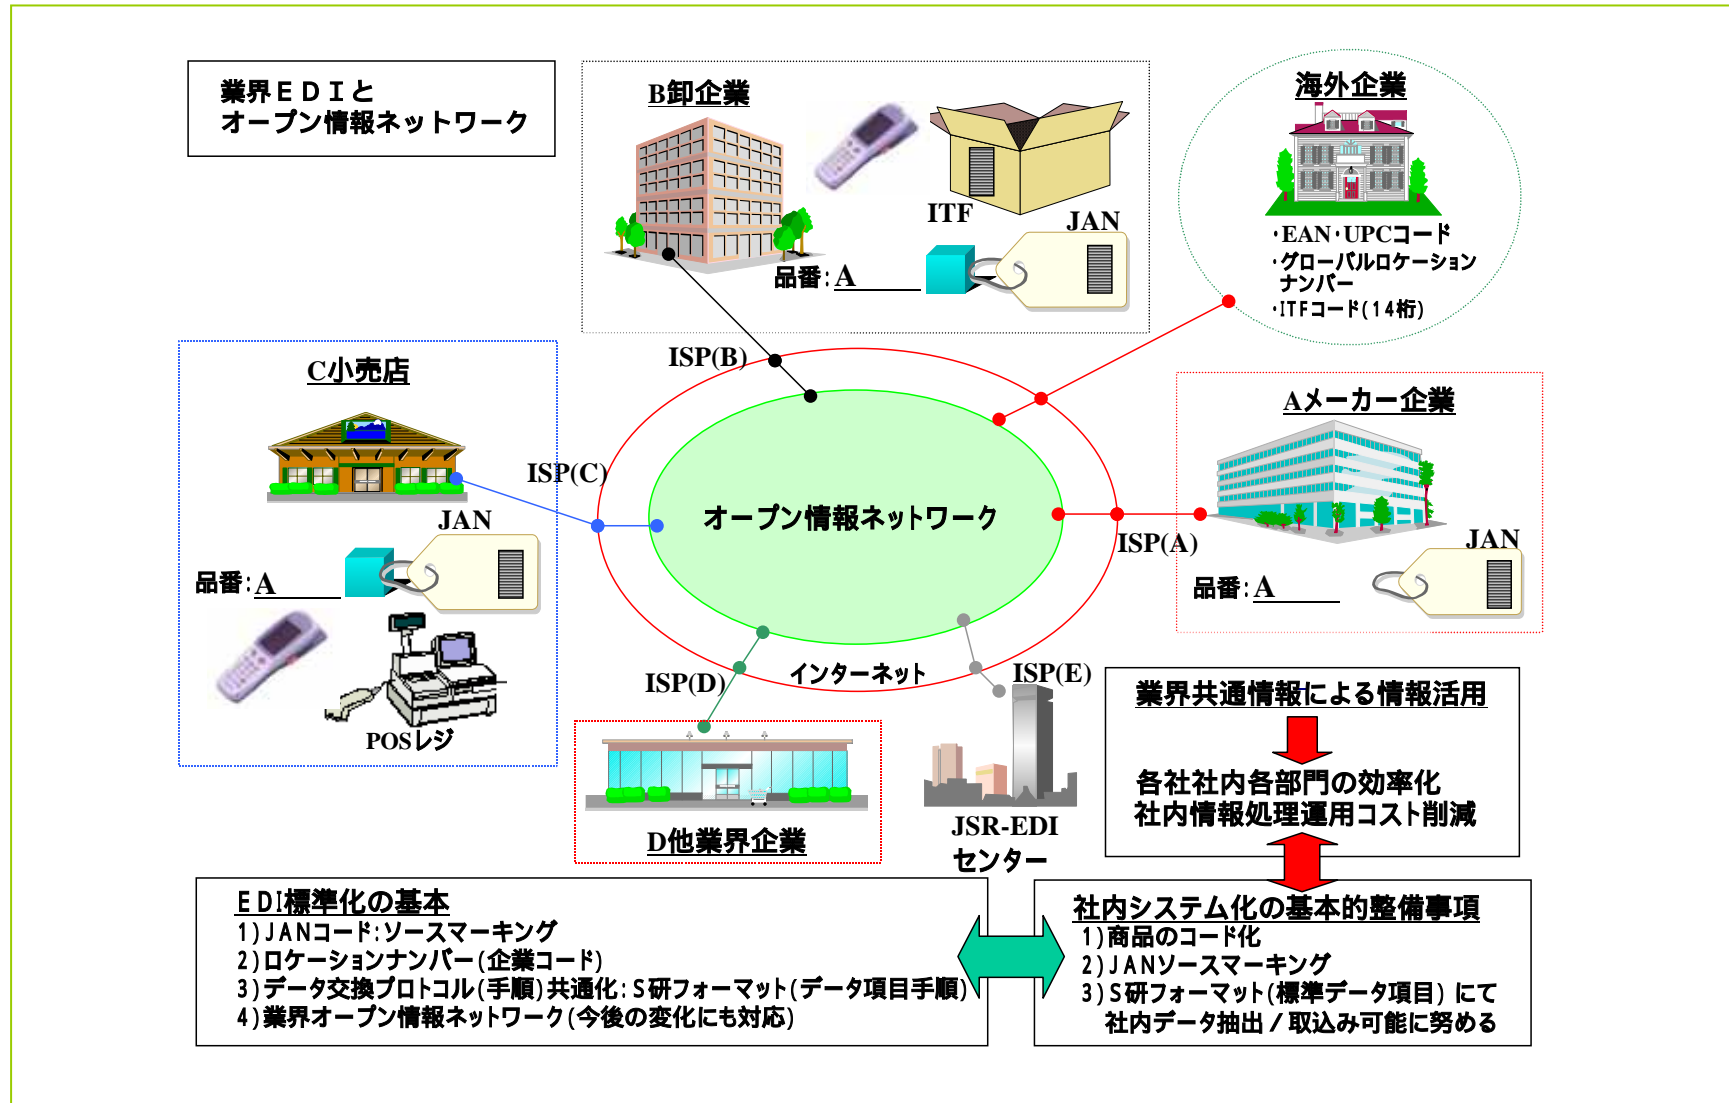 業界ＥＤＩと
オープン情報ネットワーク
B卸企業
ITF
JAN
品番：A
海外企業
・EAN・UPCコード
・グローバルロケーション
ナンバー
・ITFコード(14桁)
C小売店
JAN
品番：A
POSレジ
ISP(B)
ISP(C)
オープン情報ネットワーク
ISP(A)
Aメーカー企業
JAN
品番：A
インターネット
ISP(D)
ISP(E)
D他業界企業
JSR-EDI
センター
業界共通情報による情報活用
各社社内各部門の効率化
社内情報処理運用コスト削減
EDI標準化の基本
1)JANコード：ソースマーキング
2)ロケーションナンバー(企業コード)
3)データ交換プロトコル(手順)共通化：S研フォーマット(データ項目手順)
4)業界オープン情報ネットワーク(今後の変化にも対応)
社内システム化の基本的整備事項
1)商品のコード化
2)JANソースマーキング
3)S研フォーマット(標準データ項目)にて
社内データ抽出／取込み可能に努める